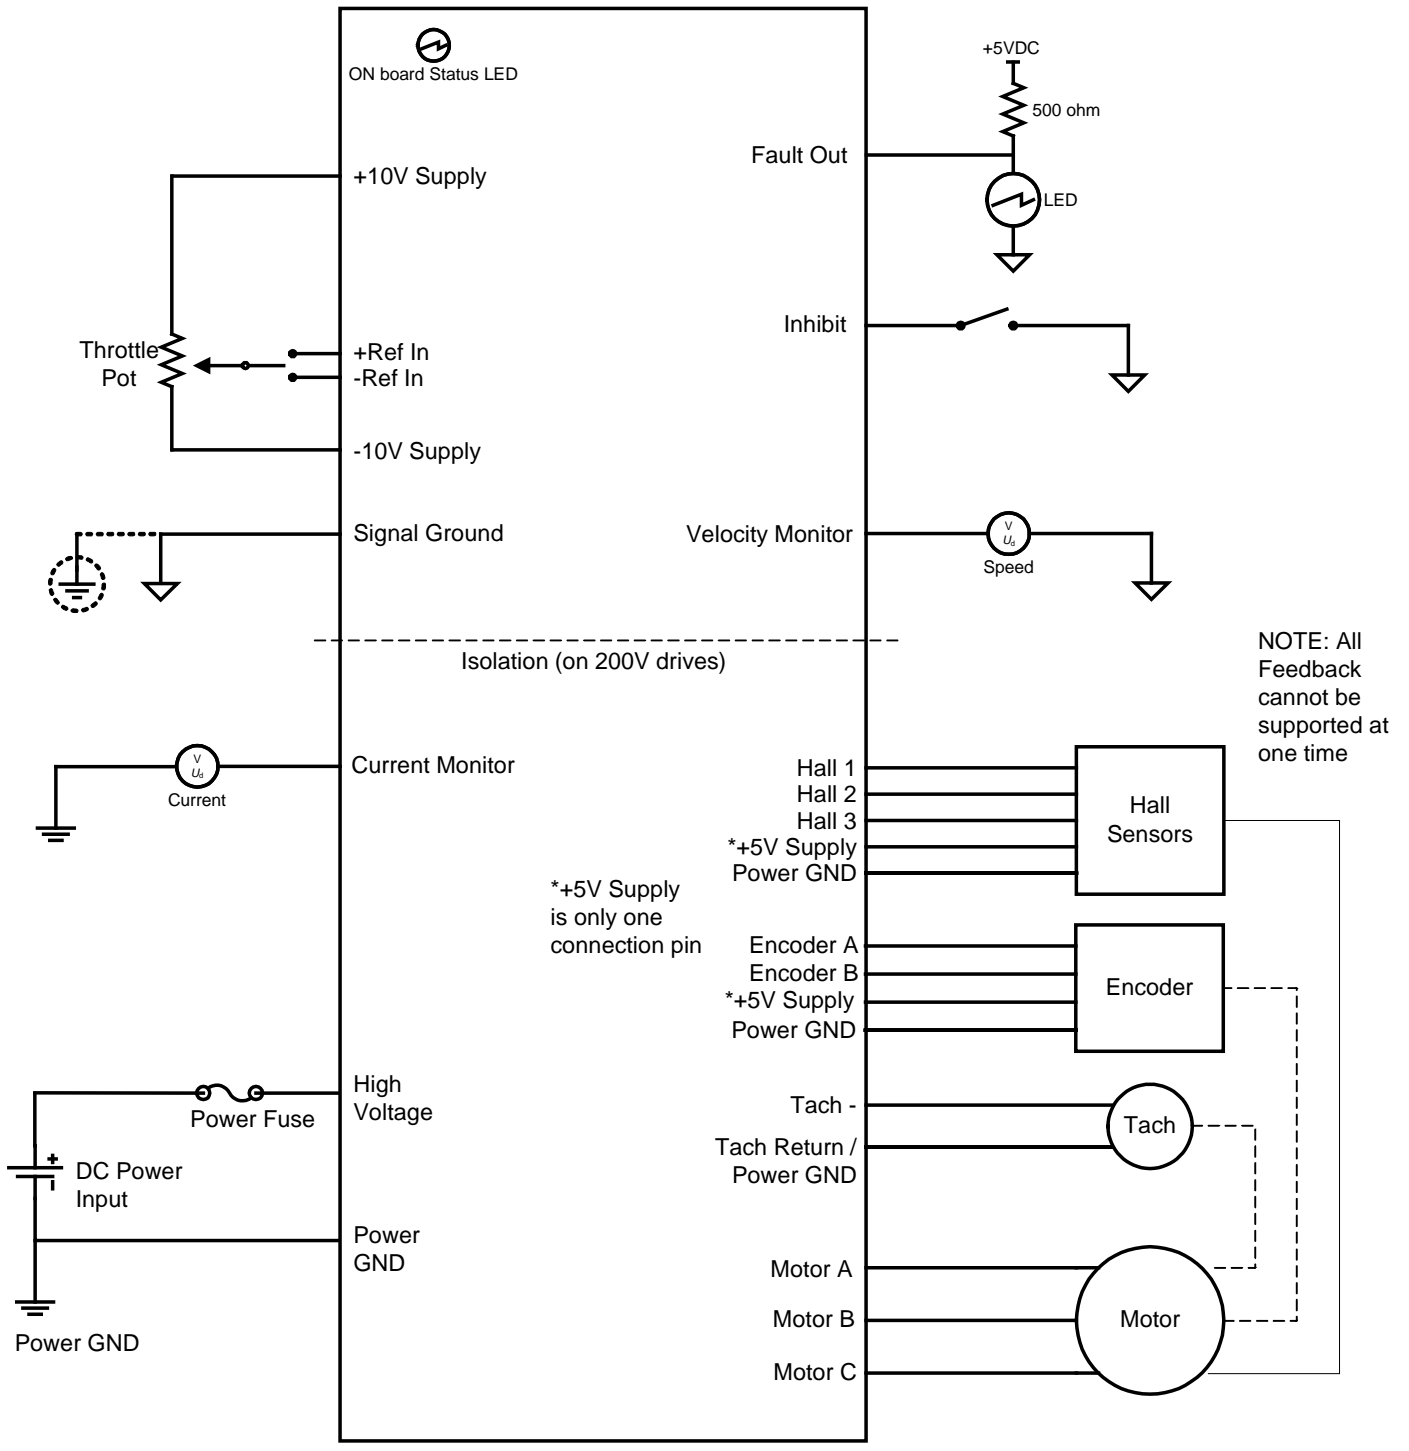 ON board Status LED
+10V Supply
Throttle
Pot
+Ref In
-Ref In
-10V Supply
Signal Ground
+5VDC
500 ohm
Fault Out
LED
Inhibit
Velocity Monitor
V
Ud
Speed
Isolation (on 200V drives)
NOTE: All
Feedback
cannot be
supported at
one time
V
Ud
Current
Current Monitor
Hall 1
Hall 2
Hall 3
*+5V Supply
Power GND
Hall
Sensors
*+5V Supply
is only one
connection pin
Encoder A
Encoder B
*+5V Supply
Power GND
Encoder
High
Voltage
Power Fuse
+
DC Power
Input
Power
GND
Power GND
Tach -
Tach Return /
Power GND
Tach
Motor A
Motor B
Motor C
Motor